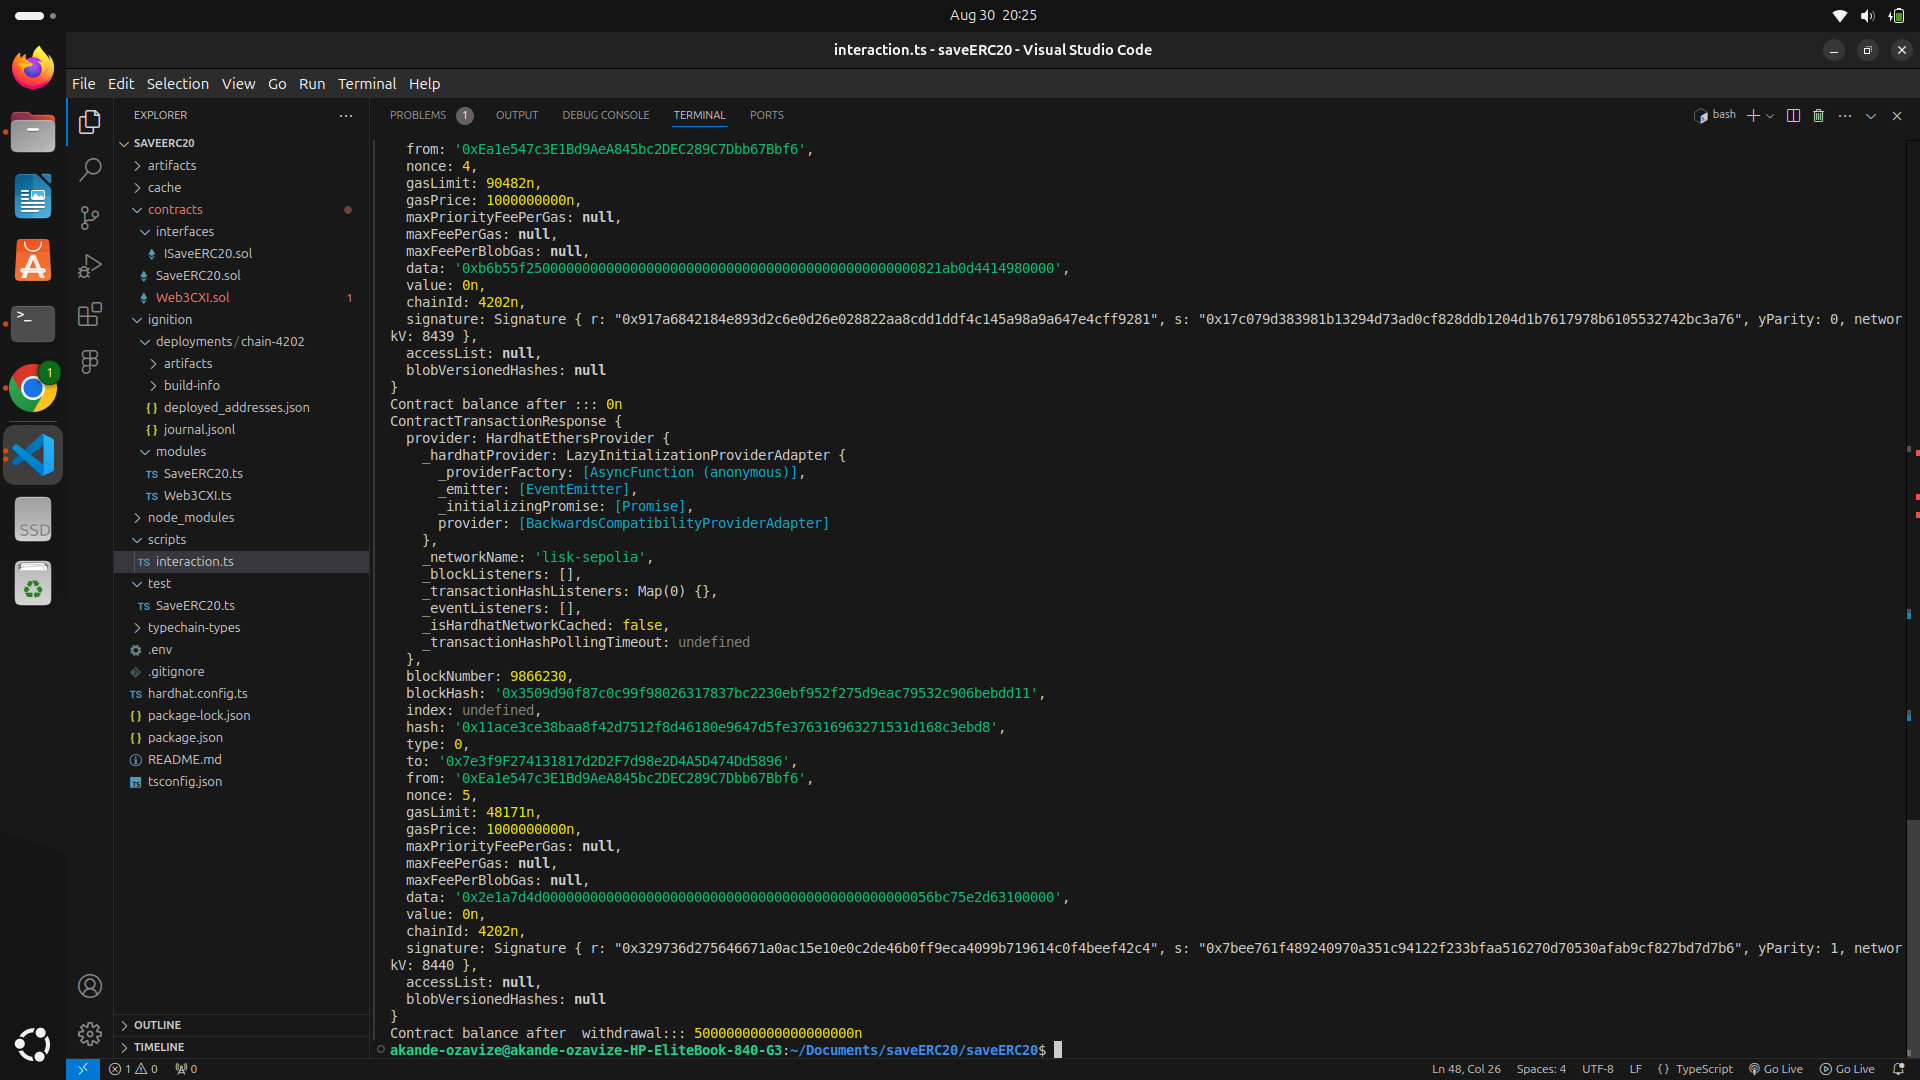 Aug 30 20:25
interaction.ts - saveERC20 - Visual Studio Code
File Edit Selection View Go Run Terminal Help
EXPLORER
SAVEERC20
artifacts
cache
contracts
interfaces
ISaveERC20.sol
SaveERC20.sol
Web3CXI.sol 1
ignition
deployments / chain-4202
artifacts
build-info
deployed_addresses.json
journal.jsonl
modules
TS SaveERC20.ts
TS Web3CXI.ts
node_modules
scripts
TS interaction.ts
test
TS SaveERC20.ts
typechain-types
.env
.gitignore
TS hardhat.config.ts
{} package-lock.json
{} package.json
README.md
tsconfig.json
OUTLINE
TIMELINE
PROBLEMS 1 OUTPUT DEBUG CONSOLE TERMINAL PORTS
bash
from: '0xEa1e547c3E1Bd9AeA845bc2DEC289C7Dbb67Bbf6',
nonce: 4,
gasLimit: 90482n,
gasPrice: 1000000000n,
maxPriorityFeePerGas: null,
maxFeePerGas: null,
maxFeePerBlobGas: null,
data: '0xb6b55f250000000000000000000000000000000000000000000000821ab0d4414980000',
value: 0n,
chainId: 4202n,
signature: Signature { r: "0x917a6842184e893d2c6e0d26e028822aa8cdd1ddf4c145a98a9a647e4cff9281", s: "0x17c079d383981b13294d73ad0cf828ddb1204d1b7617978b6105532742bc3a76", yParity: 0, networ
kV: 8439 },
accessList: null,
blobVersionedHashes: null
}
Contract balance after ::: 0n
ContractTransactionResponse {
provider: HardhatEthersProvider {
_hardhatProvider: LazyInitializationProviderAdapter {
_providerFactory: [AsyncFunction (anonymous)],
_emitter: [EventEmitter],
_initializingPromise: [Promise],
provider: [BackwardsCompatibilityProviderAdapter]
},
_networkName: 'lisk-sepolia',
_blockListeners: [],
_transactionHashListeners: Map(0) {},
_eventListeners: [],
_isHardhatNetworkCached: false,
_transactionHashPollingTimeout: undefined
},
blockNumber: 9866230,
blockHash: '0x3509d90f87c0c99f98026317837bc2230ebf952f275d9eac79532c906bebdd11',
index: undefined,
hash: '0x11ace3ce38baa8f42d7512f8d46180e9647d5fe376316963271531d168c3ebd8',
type: 0,
to: '0x7e3f9F274131817d2D2F7d98e2D4A5D474Dd5896',
from: '0xEa1e547c3E1Bd9AeA845bc2DEC289C7Dbb67Bbf6',
nonce: 5,
gasLimit: 48171n,
gasPrice: 1000000000n,
maxPriorityFeePerGas: null,
maxFeePerGas: null,
maxFeePerBlobGas: null,
data: '0x2e1a7d4d0000000000000000000000000000000000000000000000056bc75e2d63100000',
value: 0n,
chainId: 4202n,
signature: Signature { r: "0x329736d275646671a0ac15e10e0c2de46b0ff9eca4099b719614c0f4beef42c4", s: "0x7bee761f489240970a351c94122f233bfaa516270d70530afab9cf827bd7d7b6", yParity: 1, networ
kV: 8440 },
accessList: null,
blobVersionedHashes: null
}
Contract balance after  withdrawal::: 50000000000000000000n
akande-ozavize@akande-ozavize-HP-EliteBook-840-G3:~/Documents/saveERC20/saveERC20$
1 0 0 Ln 48, Col 26 Spaces: 4 UTF-8 LF {} TypeScript Go Live Go Live
SSD
1